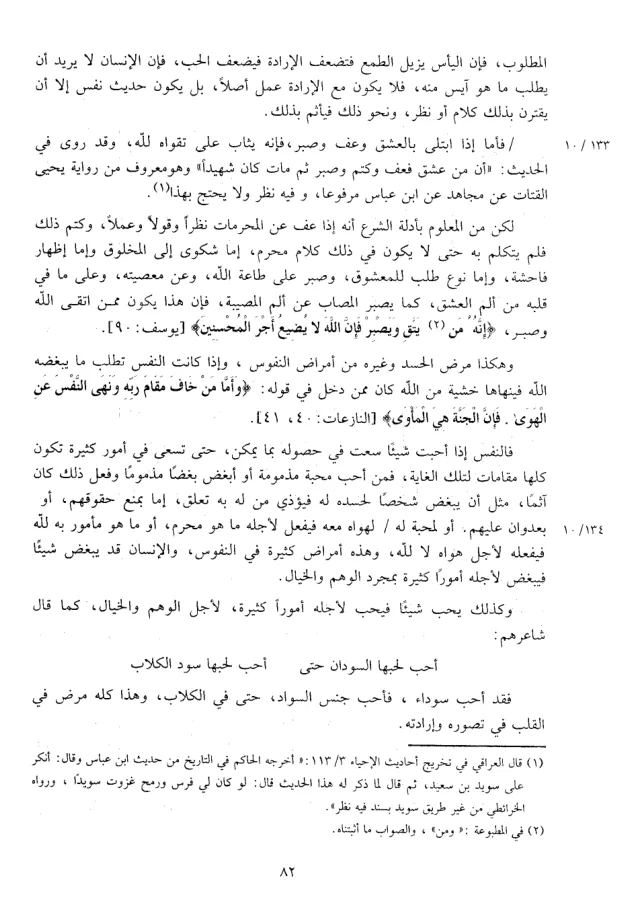 المطلوب، فإن اليأس يزيل الطمع فتضعف الإرادة فيضعف الحب، فإن الإنسان لا يريد أن
يطلب ما هو آيس منه، فلا يكون مع الإرادة عمل أصلاً، بل يكون حديث نفس إلا أن
يقترن بذلك كلام أو نظر، ونحو ذلك فيأثم بذلك.
١٠/١٣٣ / فأما إذا ابتلى بالعشق وعف وصبر،فإنه يثاب على تقواه لله، وقد روى في
الحديث: «أن من عشق فعف وكتم وصبر ثم مات كان شهيداً» وهومعروف من رواية يحيى
القتات عن مجاهد عن ابن عباس مرفوعا، و فيه نظر ولا يحتج بهذا(١).
لكن من المعلوم بأدلة الشرع أنه إذا عف عن المحرمات نظراً وقولاً وعملاً، وكتم ذلك
فلم يتكلم به حتى لا يكون في ذلك كلام محرم، إما شكوى إلى المخلوق وإما إظهار
فاحشة، وإما نوع طلب للمعشوق، وصبر على طاعة الله، وعن معصيته، وعلى ما في
قلبه من ألم العشق، كما يصبر المصاب عن ألم المصيبة، فإن هذا يكون ممـن اتقـى الله
وصبـر، ﴿إِنَّهُ مَن (٢) يَتَّقِ وَيَصْبِرْ فَإِنَّ اللَّهَ لا يُضِيعُ أَجْرَ الْمُحْسِنِينَ﴾ [يوسف: ٩٠].
وهكذا مرض الحسد وغيره من أمراض النفوس ، وإذا كانت النفس تطلب ما يبغضه
الله فينهاها خشية من الله كان ممن دخل في قوله: ﴿وَأَمَّا مَنْ خَافَ مَقَامَ رَبِّهِ وَنَهَى النَّفْسَ عَنِ
الْهَوَىٰ . فَإِنَّ الْجَنَّةَ هِيَ الْمَأْوَىٰ﴾ [النازعات: ٤٠، ٤١].
فالنفس إذا أحبت شيئًا سعت في حصوله بما يمكن، حتى تسعى في أمور كثيرة تكون
كلها مقامات لتلك الغاية، فمن أحب محبة مذمومة أو أبغض بغضًا مذمومًا وفعل ذلك كان
آثمًا، مثل أن يبغض شخصًا لحسده له فيؤذي من له به تعلق، إما بمنع حقوقهم، أو
١٠/١٣٤ بعدوان عليهم. أو لمحبة له / لهواه معه فيفعل لأجله ما هو محرم، أو ما هو مأمور به لله
فيفعله لأجل هواه لا لله، وهذه أمراض كثيرة في النفوس، والإنسان قد يبغض شيئًا
فيبغض لأجله أمورًا كثيرة بمجرد الوهم والخيال.
وكذلك يحب شيئًا فيحب لأجله أموراً كثيرة، لأجل الوهم والخيال، كما قال
شاعرهم:
أحب لحبها السودان حتى أحب لحبها سود الكلاب
فقد أحب سوداء ، فأحب جنس السواد، حتى في الكلاب، وهذا كله مرض في
القلب في تصوره وإرادته.
(١) قال العراقي في تخريج أحاديث الإحياء ٣/ ١١٣:« أخرجه الحاكم في التاريخ من حديث ابن عباس وقال: أنكر
على سويد بن سعيد، ثم قال لما ذكر له هذا الحديث قال: لو كان لي فرس ورمح غزوت سويدًا ، ورواه
الخرائطي من غير طريق سويد بسند فيه نظر».
(٢) في المطبوعة :« ومن» ، والصواب ما أثبتناه.
٨٢